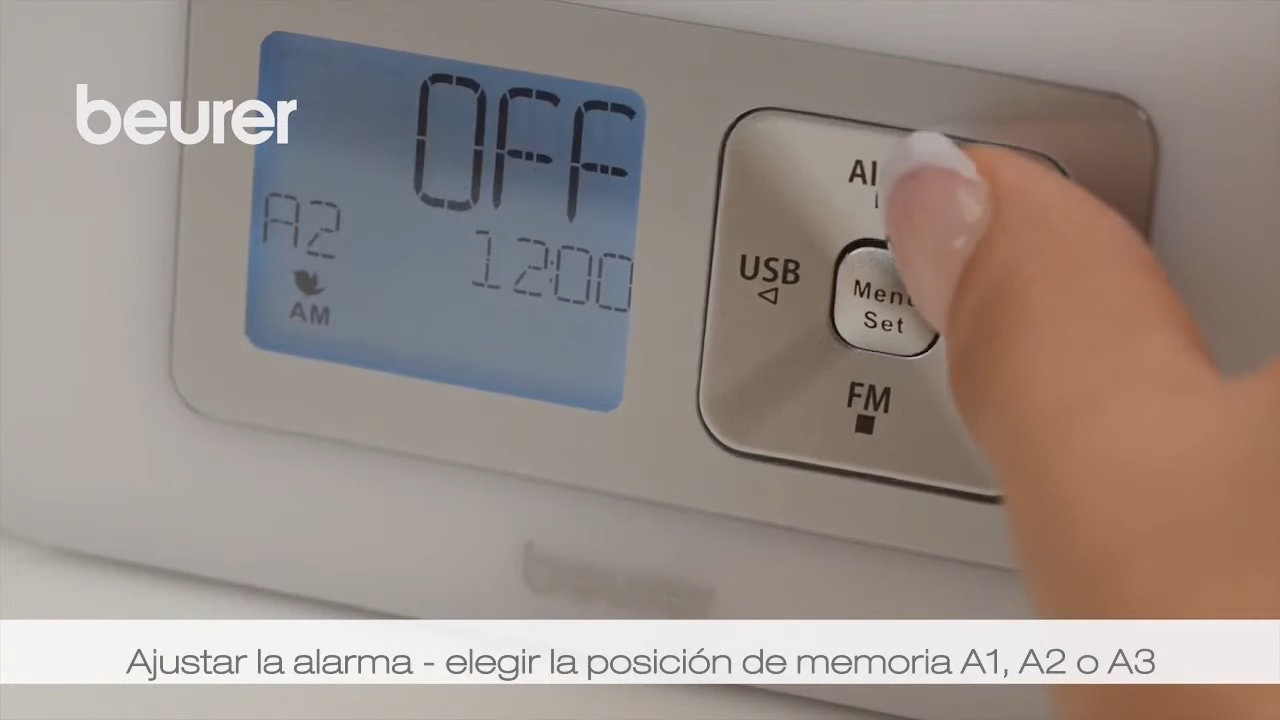 beurer
OFF
A2 12:00
AM
USB
Set
FM
beurer
Ajustar la alarma - elegir la posición de memoria A1, A2 o A3